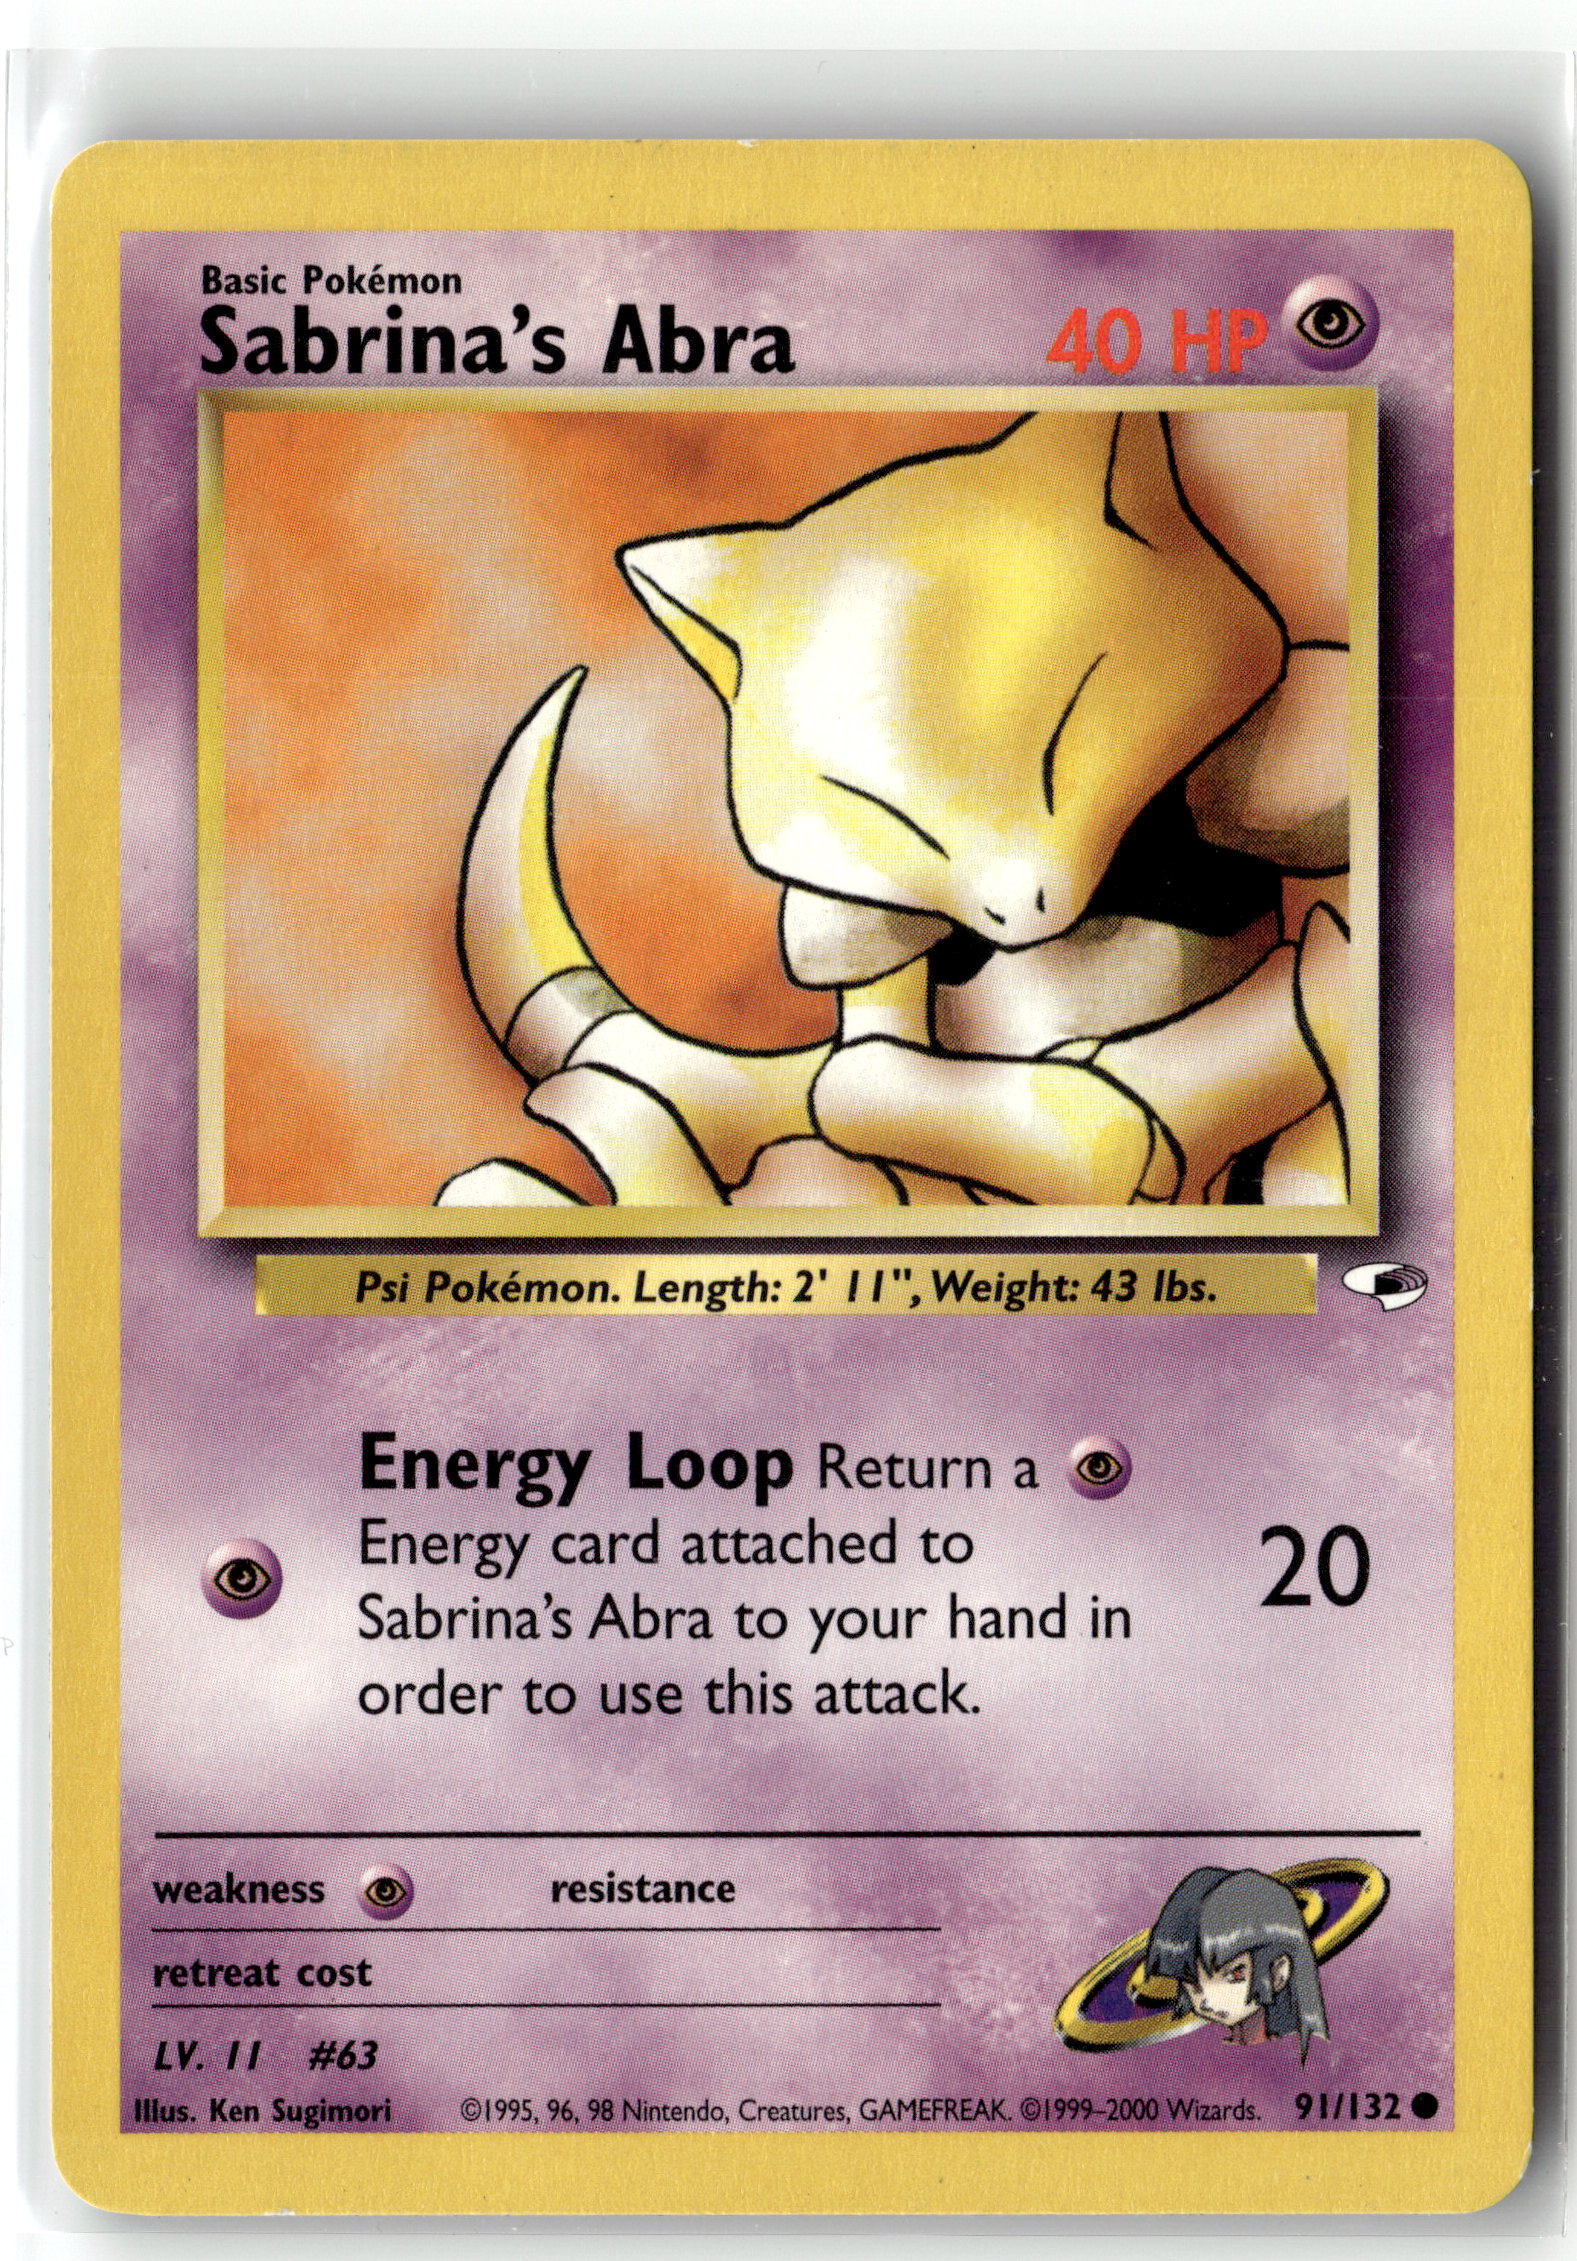 Basic Pokémon
Sabrina's Abra 40 HP
Psi Pokémon. Length: 2' 11", Weight: 43 lbs.
Energy Loop Return a
Energy card attached to
Sabrina's Abra to your hand in
order to use this attack.
20
weakness resistance
retreat cost
LV. 11 #63
Illus. Ken Sugimori ©1995, 96, 98 Nintendo, Creatures, GAMEFREAK. ©1999–2000 Wizards. 91/132